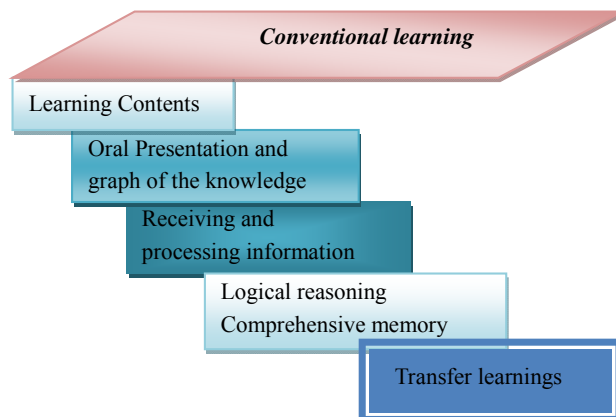 Conventional learning
Learning Contents
Oral Presentation and
graph of the knowledge
Receiving and
processing information
Logical reasoning
Comprehensive memory
Transfer learnings